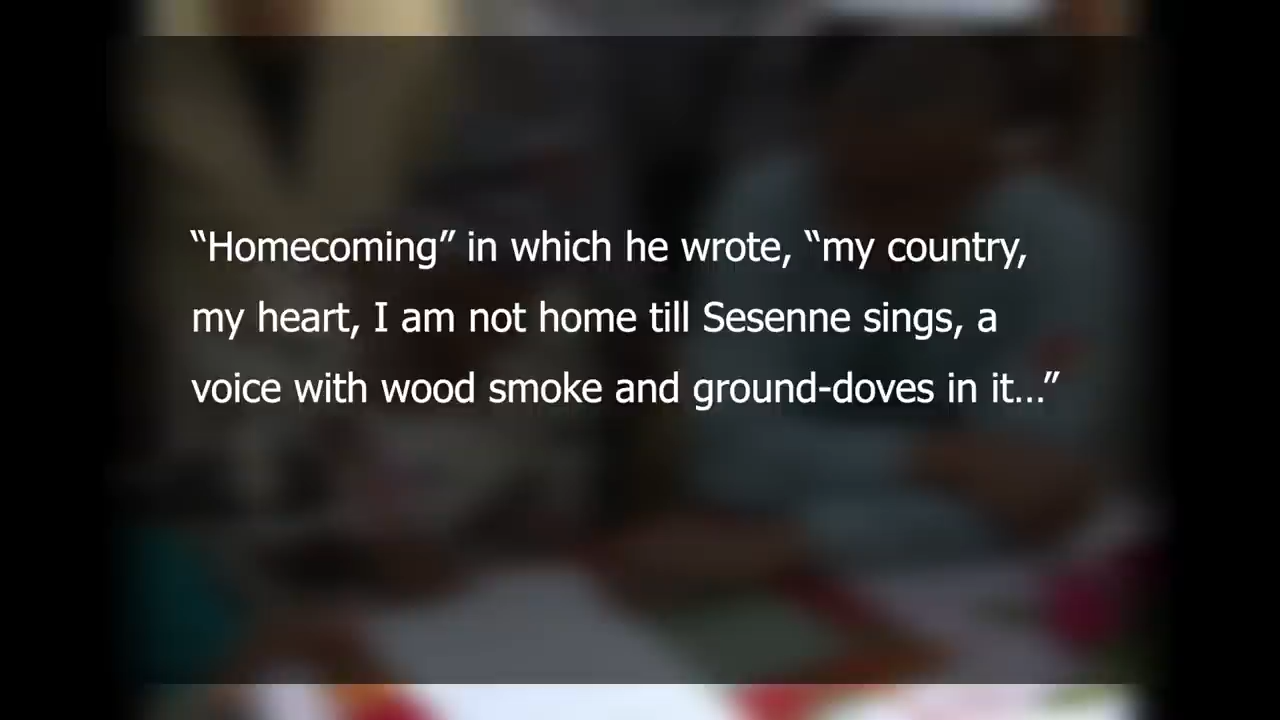 “Homecoming” in which he wrote, “my country,
my heart, I am not home till Sesenne sings, a
voice with wood smoke and ground-doves in it…”